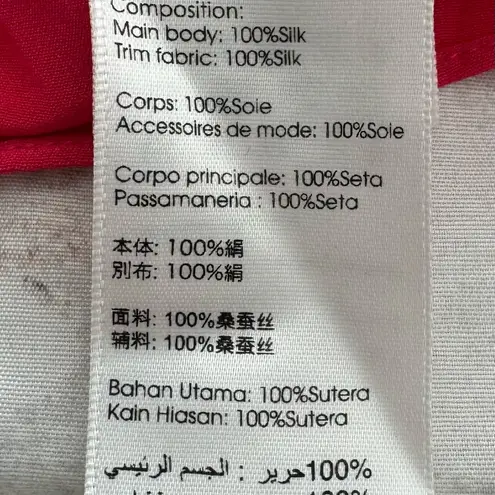 Composition:
Main body: 100%Silk
Trim fabric: 100%Silk
Corps: 100%Soie
Accessoires de mode: 100%Soie
Corpo principale: 100%Seta
Passamaneria : 100%Seta
本体: 100%絹
別布: 100%絹
面料: 100%桑蚕丝
辅料: 100%桑蚕丝
Bahan Utama: 100%Sutera
Kain Hiasan: 100%Sutera
الجسم الرئيسي : حرير 100%